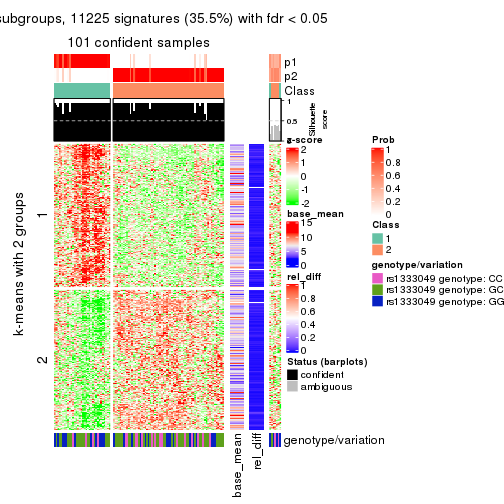 subgroups, 11225 signatures (35.5%) with fdr < 0.05
101 confident samples
p1
p2
Class
1
0.5
0
Silhouette
score
k-means with 2 groups
1
2
z-score
2
1
0
-1
-2
base_mean
15
10
5
0
rel_diff
1
0.8
0.6
0.4
0.2
0
Status (barplots)
confident
ambiguous
Prob
1
0.8
0.6
0.4
0.2
0
Class
1
2
genotype/variation
rs1333049 genotype: CC
rs1333049 genotype: GC
rs1333049 genotype: GG
genotype/variation
base_mean
rel_diff